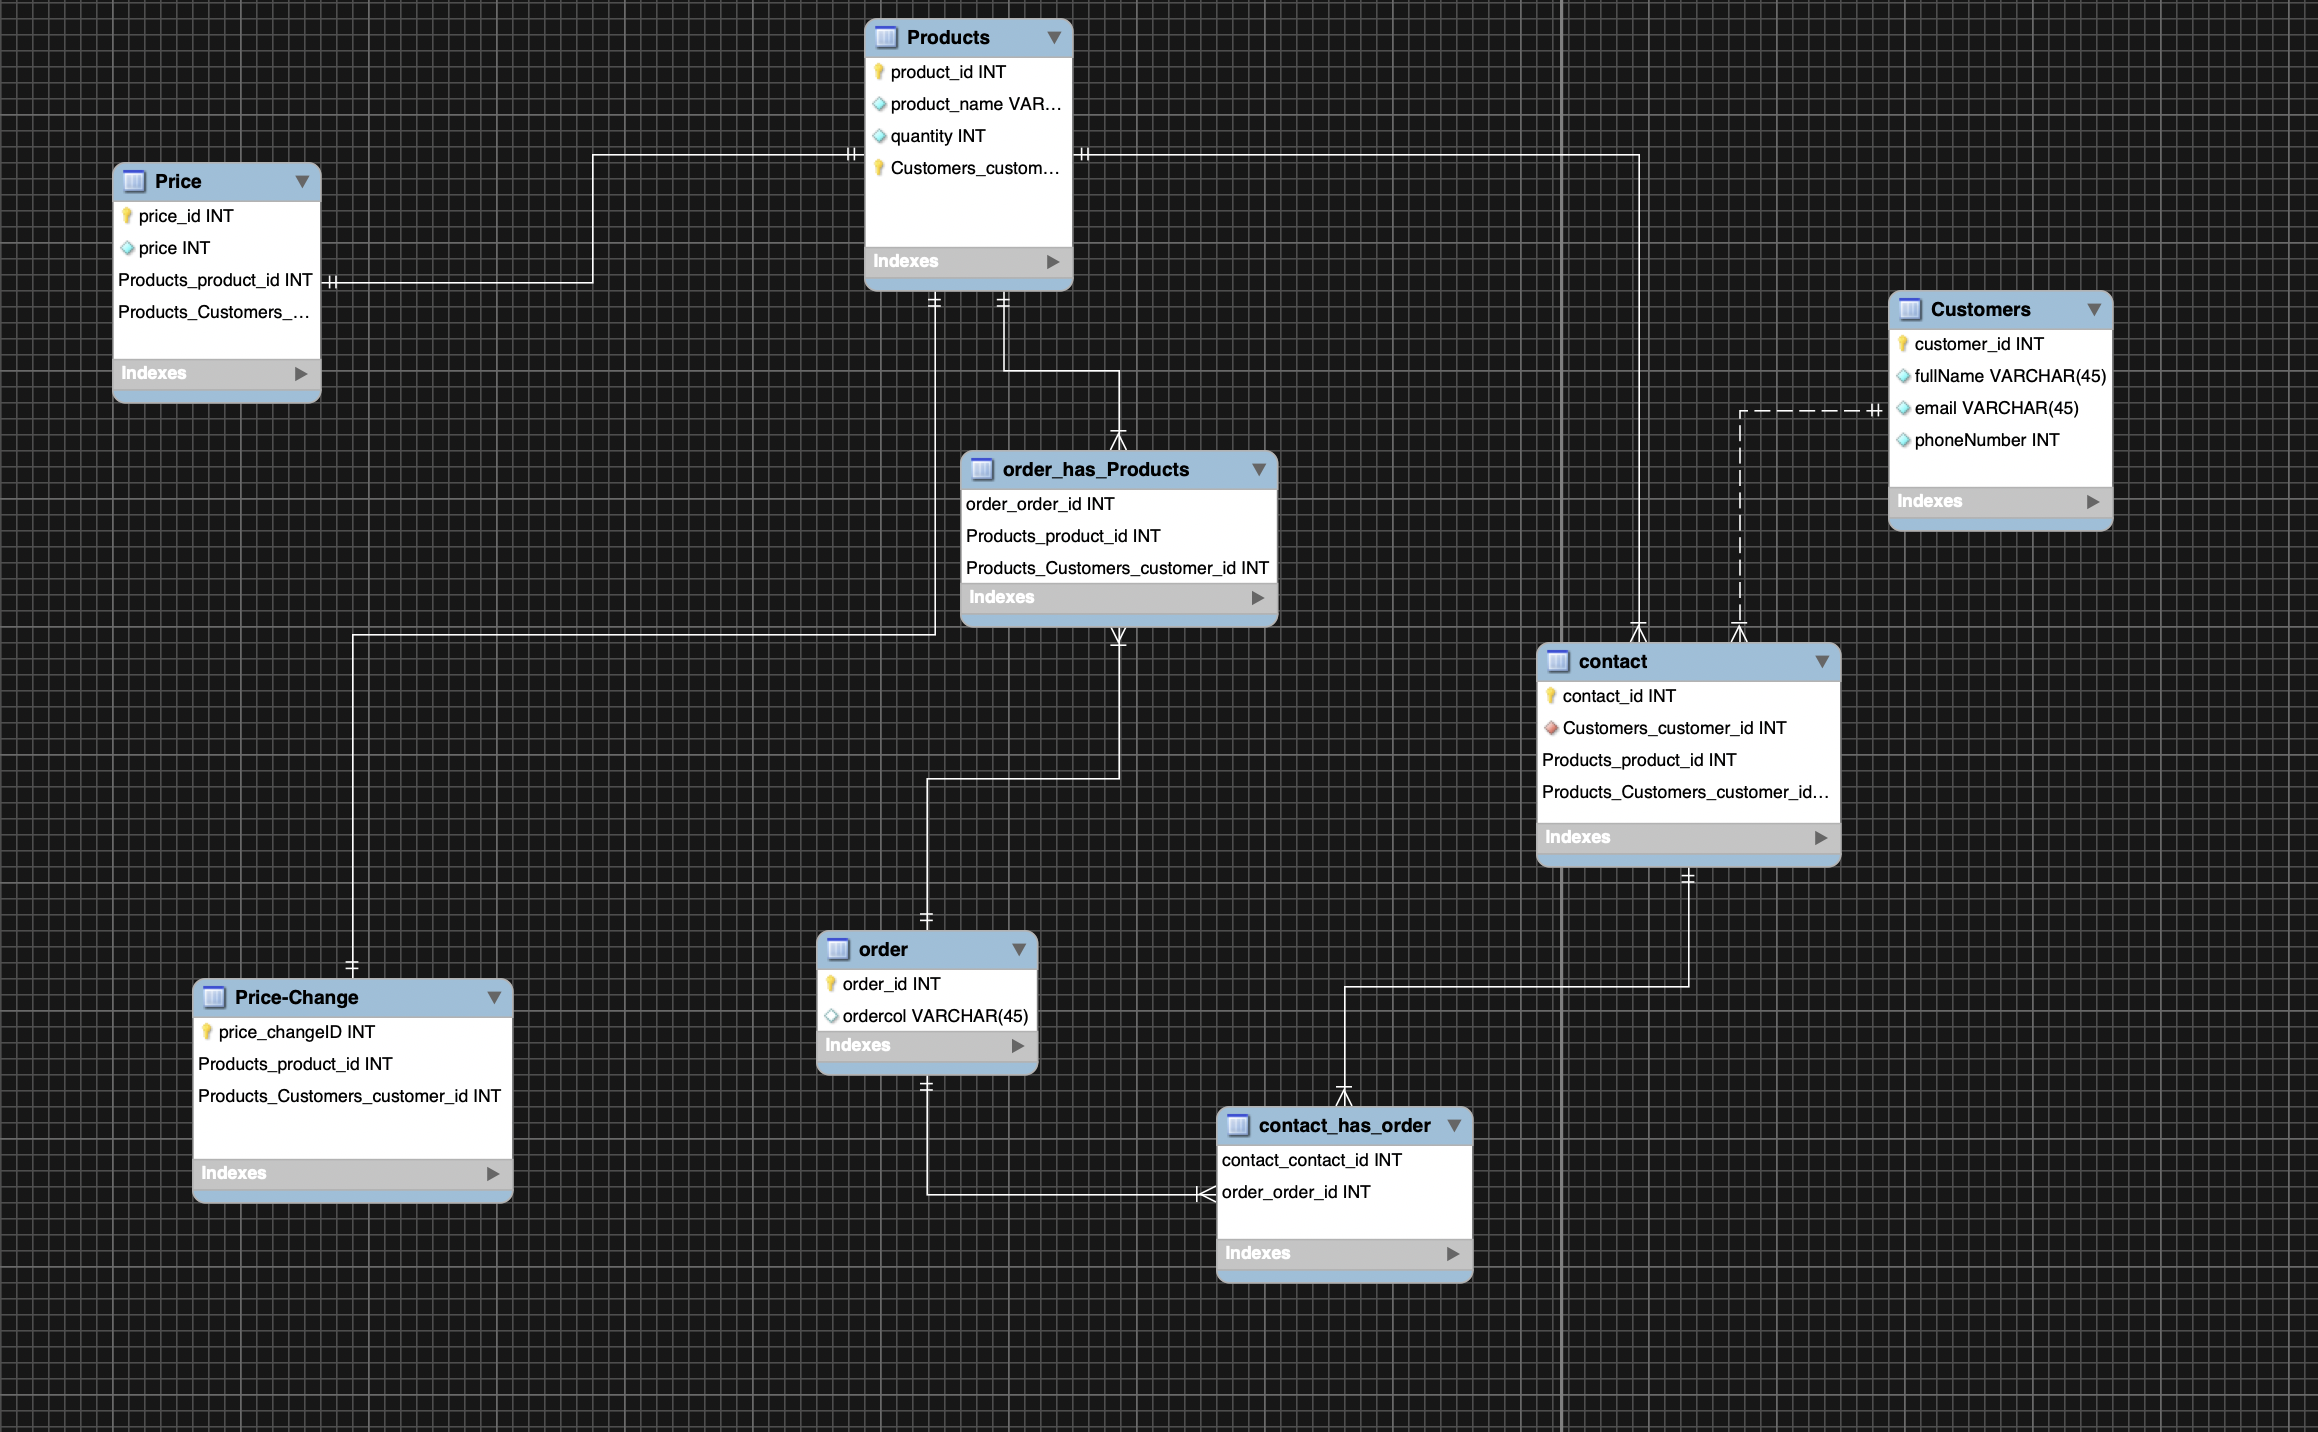 Products
product_id INT
product_name VAR...
quantity INT
Customers_custom...
Indexes
Price
price_id INT
price INT
Products_product_id INT
Products_Customers_...
Indexes
Customers
customer_id INT
fullName VARCHAR(45)
email VARCHAR(45)
phoneNumber INT
Indexes
order_has_Products
order_order_id INT
Products_product_id INT
Products_Customers_customer_id INT
Indexes
contact
contact_id INT
Customers_customer_id INT
Products_product_id INT
Products_Customers_customer_id...
Indexes
order
order_id INT
ordercol VARCHAR(45)
Indexes
Price-Change
price_changeID INT
Products_product_id INT
Products_Customers_customer_id INT
Indexes
contact_has_order
contact_contact_id INT
order_order_id INT
Indexes